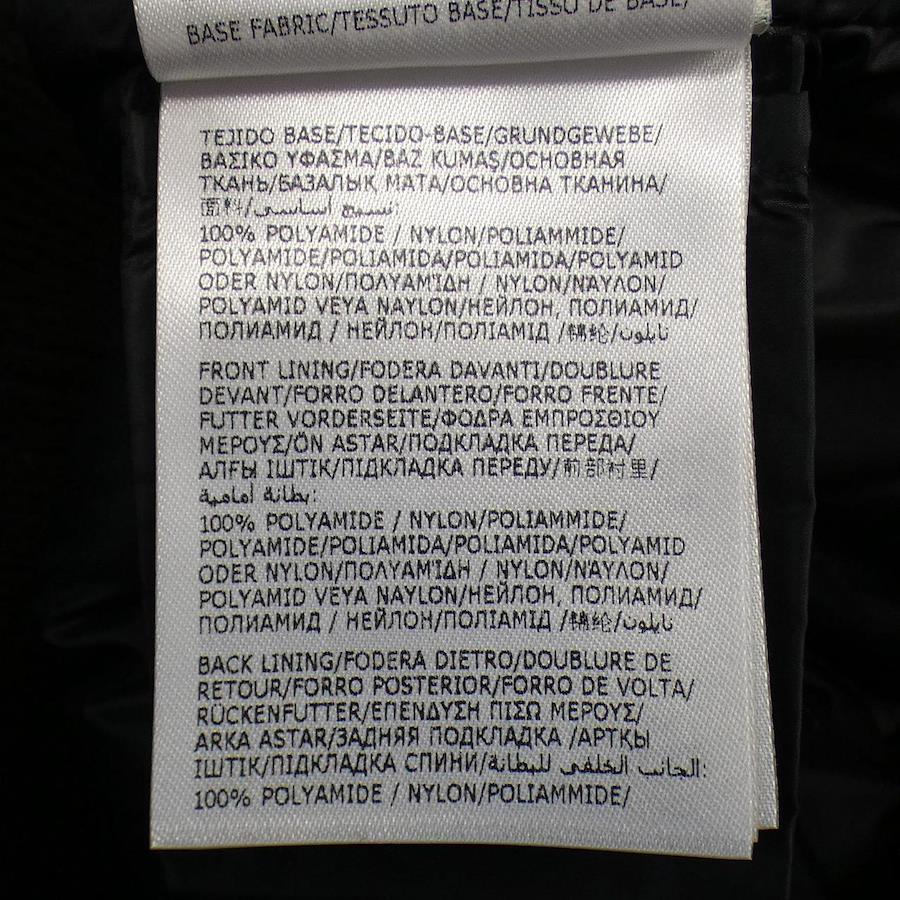 BASE FABRIC/TESSUTO BASE/TISSU DE BASE/
TEJIDO BASE/TECIDO-BASE/GRUNDGEWEBE/
ΒΑΣΙΚΟ ΥΦΑΣΜΑ/BAZ KUMAŞ/ОСНОВНАЯ
ТКАНЬ/БАЗАЛЫҚ МАТА/ОСНОВНА ТКАНИНА/
面料/نسيج أساسي:
100% POLYAMIDE / NYLON/POLIAMMIDE/
POLYAMIDE/POLIAMIDA/POLIAMIDA/POLYAMID
ODER NYLON/ΠΟΛΥΑΜ'ΙΔΗ / NYLON/Ν'ΑΥΛΟΝ/
POLYAMID VEYA NAYLON/НЕЙЛОН, ПОЛИАМИД/
ПОЛИАМИД / НЕЙЛОН/ПОЛІАМІД /锦纶/نايلون
FRONT LINING/FODERA DAVANTI/DOUBLURE
DEVANT/FORRO DELANTERO/FORRO FRENTE/
FUTTER VORDERSEITE/ΦΟΔΡΑ ΕΜΠΡΟΣΘΙΟΥ
ΜΕΡΟΥΣ/ÖN ASTAR/ПОДКЛАДКА ПЕРЕДА/
АЛҒЫ ІШТІК/ПІДКЛАДКА ПЕРЕДУ/前部衬里/
بطانة أمامية:
100% POLYAMIDE / NYLON/POLIAMMIDE/
POLYAMIDE/POLIAMIDA/POLIAMIDA/POLYAMID
ODER NYLON/ΠΟΛΥΑΜ'ΙΔΗ / NYLON/Ν'ΑΥΛΟΝ/
POLYAMID VEYA NAYLON/НЕЙЛОН, ПОЛИАМИД/
ПОЛИАМИД / НЕЙЛОН/ПОЛІАМІД /锦纶/نايلون
BACK LINING/FODERA DIETRO/DOUBLURE DE
RETOUR/FORRO POSTERIOR/FORRO DE VOLTA/
RÜCKENFUTTER/ΕΠΕΝΔΥΣΗ ΠΙΣΩ ΜΕΡΟΥΣ/
ARKA ASTAR/ЗАДНЯЯ ПОДКЛАДКА /АРТҚЫ
ІШТІК/ПІДКЛАДКА СПИНИ/الجانب الخلفي للبطانة:
100% POLYAMIDE / NYLON/POLIAMMIDE/